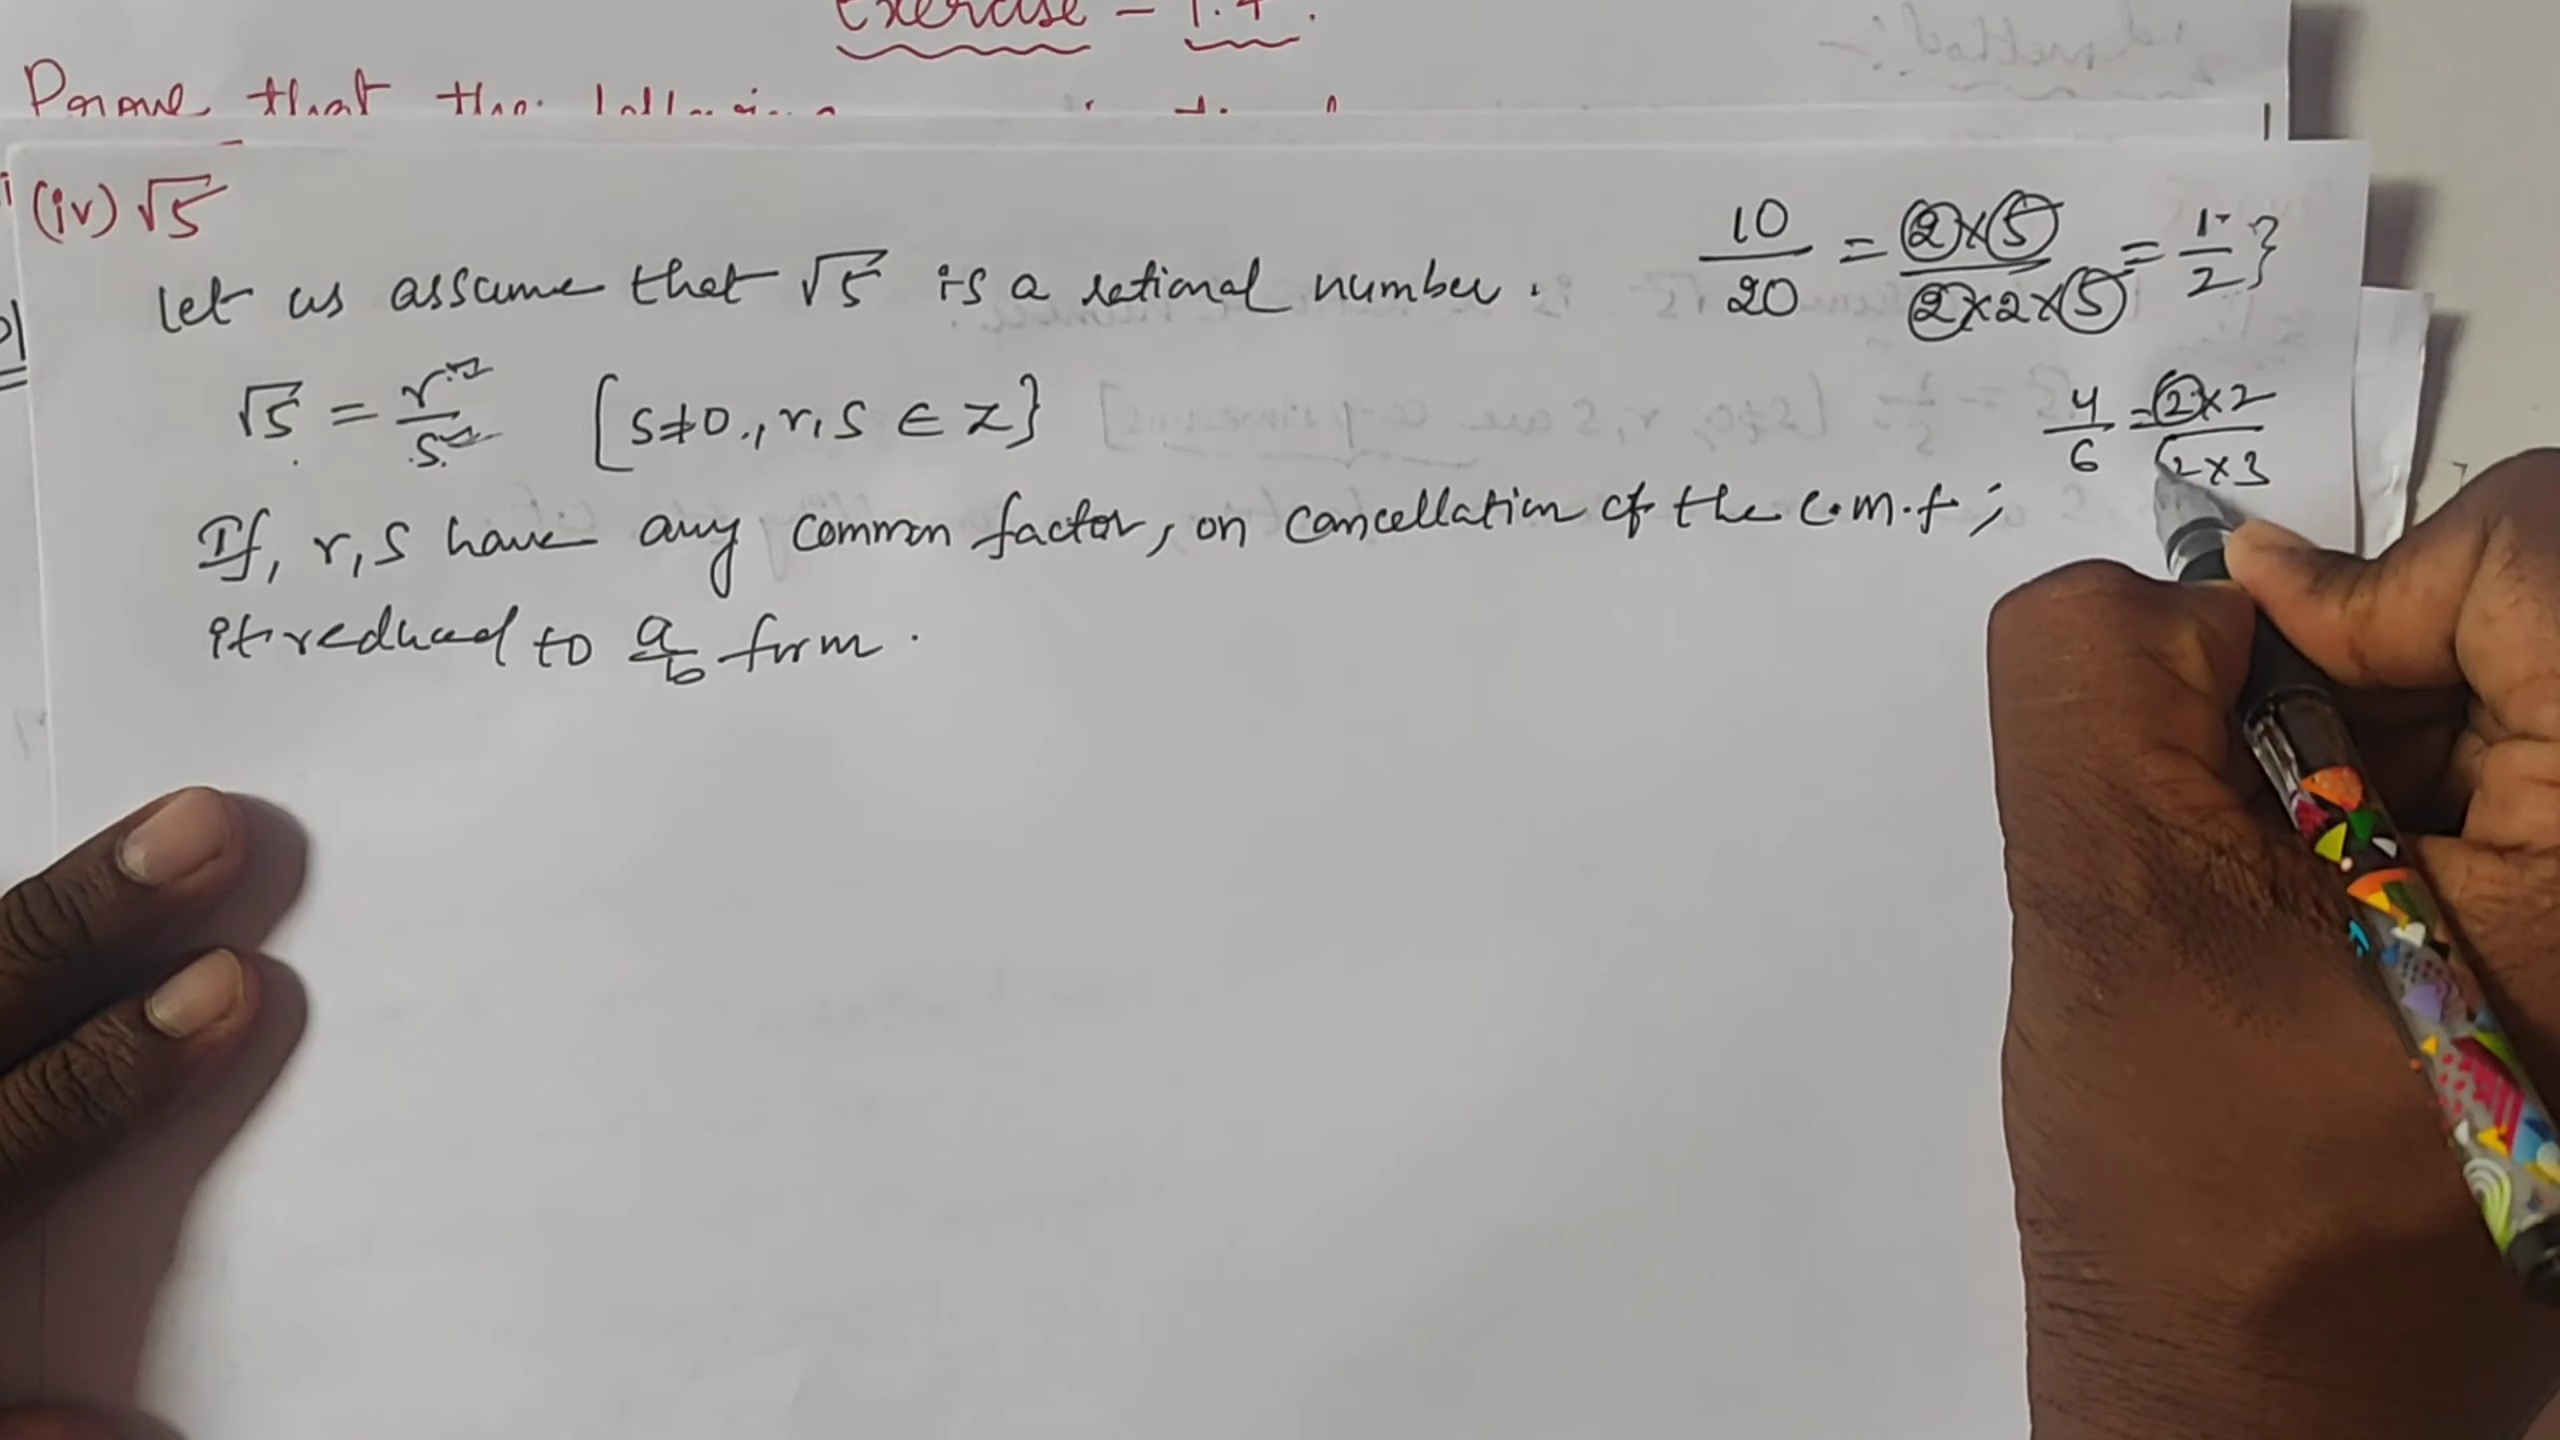 Exercise - 1.4.
Prove that the following
(iv) √5
let us assume that √5 is a rational number.
10/20 = 2×5/2×2×5 = 1/2}
√5 = r/s [s≠0., r, s ∈ z}
4/6 = 2×2/2×3
If, r, s have any common factor, on cancellation of the c.m.f;
it reduced to a/b form.